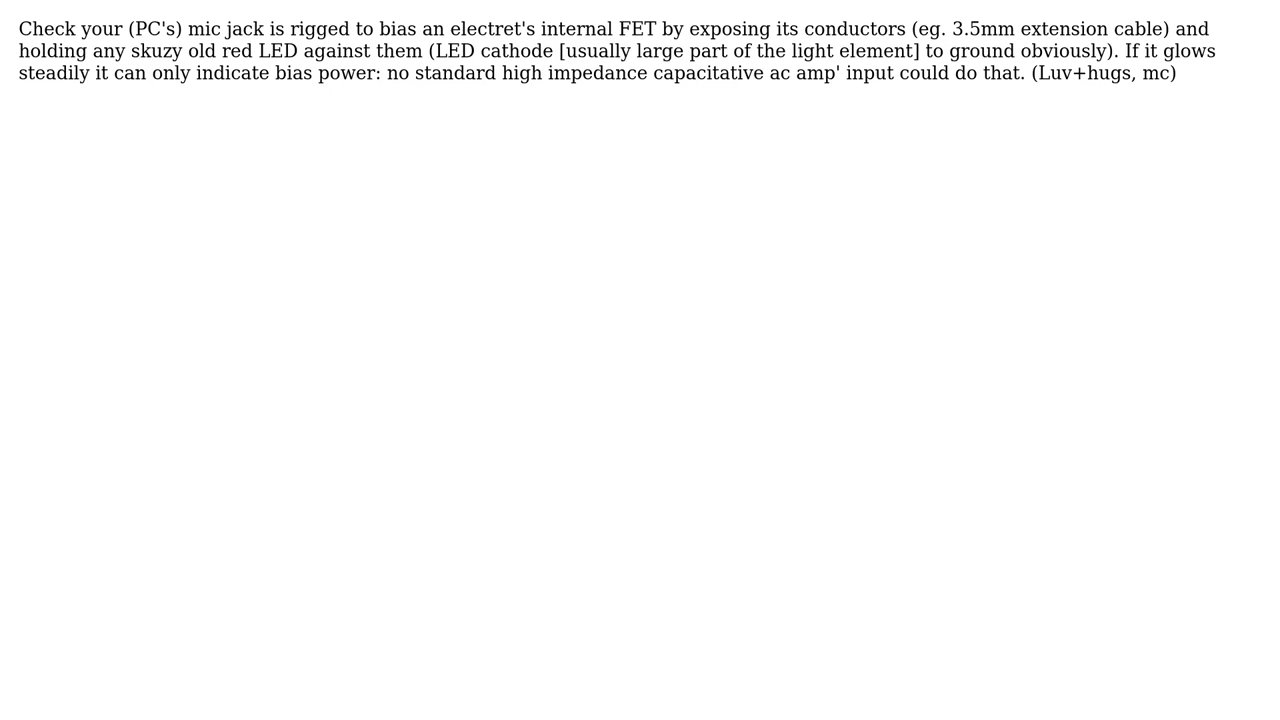 Check your (PC's) mic jack is rigged to bias an electret's internal FET by exposing its conductors (eg. 3.5mm extension cable) and
holding any skuzy old red LED against them (LED cathode [usually large part of the light element] to ground obviously). If it glows
steadily it can only indicate bias power: no standard high impedance capacitative ac amp' input could do that. (Luv+hugs, mc)